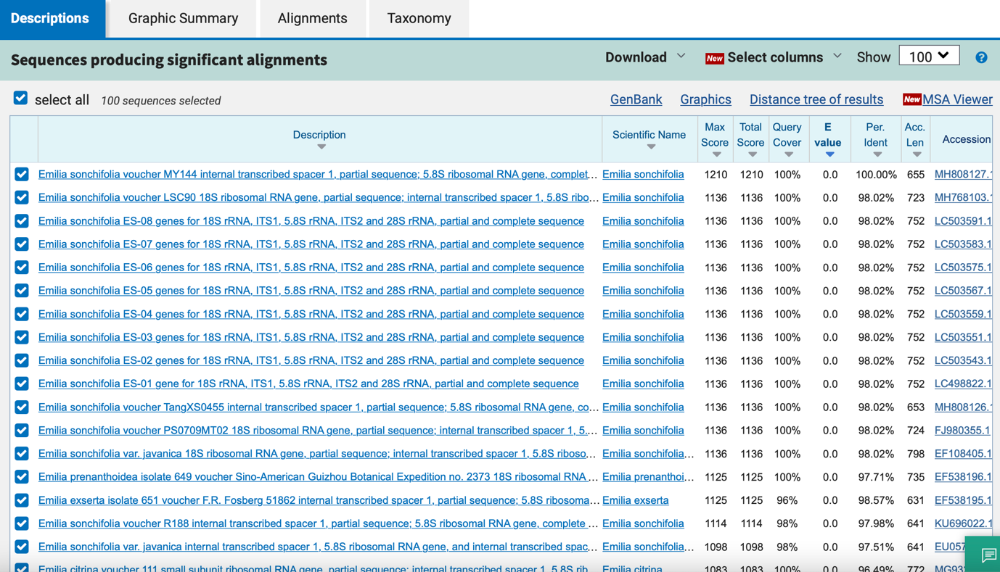 Descriptions Graphic Summary Alignments Taxonomy
Sequences producing significant alignments Download New Select columns Show 100 ?
select all 100 sequences selected GenBank Graphics Distance tree of results New MSA Viewer
Description Scientific Name Max Score Total Score Query Cover E value Per. Ident Acc. Len Accession
Emilia sonchifolia voucher MY144 internal transcribed spacer 1, partial sequence; 5.8S ribosomal RNA gene, complet... Emilia sonchifolia 1210 1210 100% 0.0 100.00% 655 MH808127.1
Emilia sonchifolia voucher LSC90 18S ribosomal RNA gene, partial sequence; internal transcribed spacer 1, 5.8S ribo... Emilia sonchifolia 1136 1136 100% 0.0 98.02% 723 MH768103.1
Emilia sonchifolia ES-08 genes for 18S rRNA, ITS1, 5.8S rRNA, ITS2 and 28S rRNA, partial and complete sequence Emilia sonchifolia 1136 1136 100% 0.0 98.02% 752 LC503591.1
Emilia sonchifolia ES-07 genes for 18S rRNA, ITS1, 5.8S rRNA, ITS2 and 28S rRNA, partial and complete sequence Emilia sonchifolia 1136 1136 100% 0.0 98.02% 752 LC503583.1
Emilia sonchifolia ES-06 genes for 18S rRNA, ITS1, 5.8S rRNA, ITS2 and 28S rRNA, partial and complete sequence Emilia sonchifolia 1136 1136 100% 0.0 98.02% 752 LC503575.1
Emilia sonchifolia ES-05 genes for 18S rRNA, ITS1, 5.8S rRNA, ITS2 and 28S rRNA, partial and complete sequence Emilia sonchifolia 1136 1136 100% 0.0 98.02% 752 LC503567.1
Emilia sonchifolia ES-04 genes for 18S rRNA, ITS1, 5.8S rRNA, ITS2 and 28S rRNA, partial and complete sequence Emilia sonchifolia 1136 1136 100% 0.0 98.02% 752 LC503559.1
Emilia sonchifolia ES-03 genes for 18S rRNA, ITS1, 5.8S rRNA, ITS2 and 28S rRNA, partial and complete sequence Emilia sonchifolia 1136 1136 100% 0.0 98.02% 752 LC503551.1
Emilia sonchifolia ES-02 genes for 18S rRNA, ITS1, 5.8S rRNA, ITS2 and 28S rRNA, partial and complete sequence Emilia sonchifolia 1136 1136 100% 0.0 98.02% 752 LC503543.1
Emilia sonchifolia ES-01 gene for 18S rRNA, ITS1, 5.8S rRNA, ITS2 and 28S rRNA, partial and complete sequence Emilia sonchifolia 1136 1136 100% 0.0 98.02% 752 LC498822.1
Emilia sonchifolia voucher TangXS0455 internal transcribed spacer 1, partial sequence; 5.8S ribosomal RNA gene, co... Emilia sonchifolia 1136 1136 100% 0.0 98.02% 653 MH808126.1
Emilia sonchifolia voucher PS0709MT02 18S ribosomal RNA gene, partial sequence; internal transcribed spacer 1, 5.... Emilia sonchifolia 1136 1136 100% 0.0 98.02% 724 FJ980355.1
Emilia sonchifolia var. javanica 18S ribosomal RNA gene, partial sequence; internal transcribed spacer 1, 5.8S riboso... Emilia sonchifolia... 1136 1136 100% 0.0 98.02% 798 EF108405.1
Emilia prenanthoidea isolate 649 voucher Sino-American Guizhou Botanical Expedition no. 2373 18S ribosomal RNA ... Emilia prenanthoi... 1125 1125 100% 0.0 97.71% 735 EF538196.1
Emilia exserta isolate 651 voucher F.R. Fosberg 51862 internal transcribed spacer 1, partial sequence; 5.8S ribosoma... Emilia exserta 1125 1125 96% 0.0 98.57% 631 EF538195.1
Emilia sonchifolia voucher R188 internal transcribed spacer 1, partial sequence; 5.8S ribosomal RNA gene, complete ... Emilia sonchifolia 1114 1114 98% 0.0 97.98% 641 KU696022.1
Emilia sonchifolia var. javanica internal transcribed spacer 1, 5.8S ribosomal RNA gene, and internal transcribed spac... Emilia sonchifolia... 1098 1098 98% 0.0 97.51% 641 EU057
Emilia citrina voucher 111 small subunit ribosomal RNA gene, partial sequence; internal transcribed spacer 1, 5.8S rib Emilia citrina 1083 1083 100% 0.0 96.49% 772